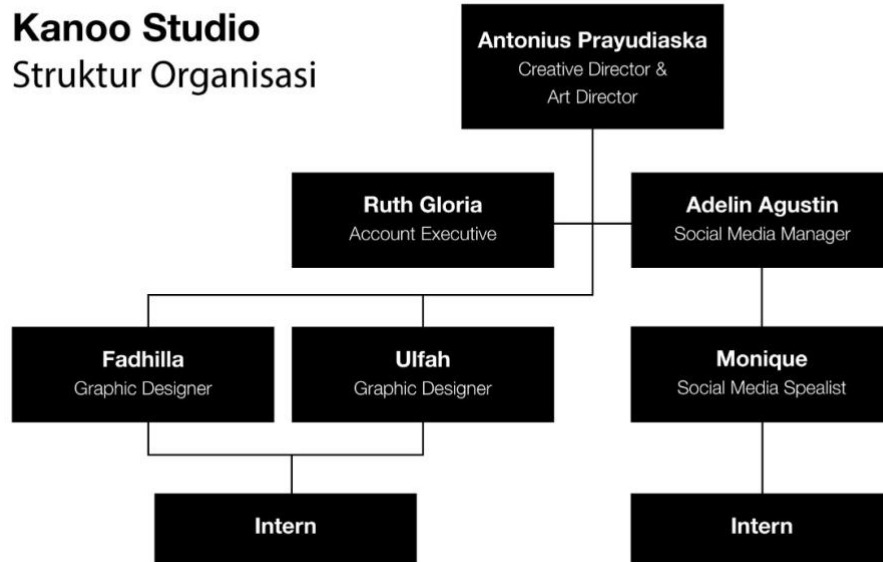 Kanoo Studio
Struktur Organisasi
Antonius Prayudiaska
Creative Director &
Art Director
Ruth Gloria
Account Executive
Adelin Agustin
Social Media Manager
Fadhilla
Graphic Designer
Ulfah
Graphic Designer
Monique
Social Media Spealist
Intern
Intern